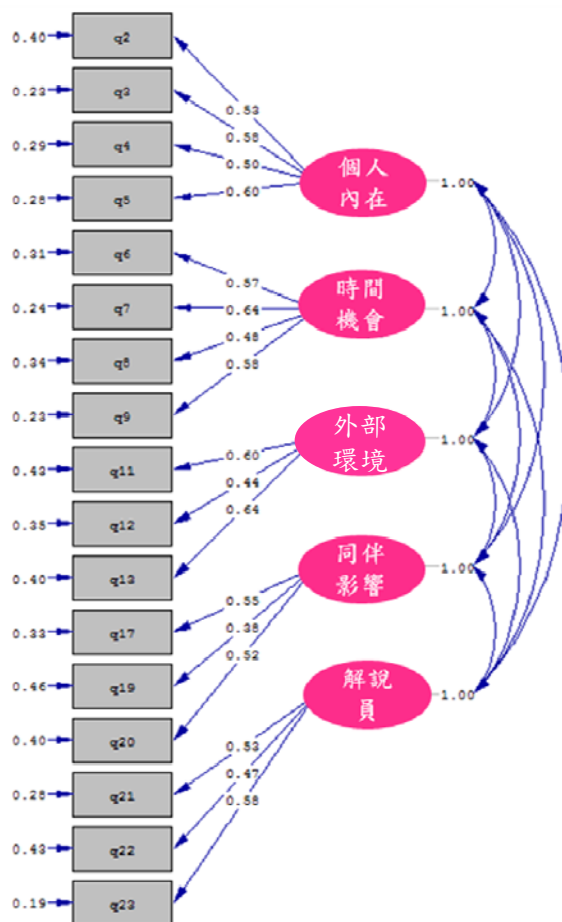 0.40 q2
0.23 q3
0.29 q4
0.28 q5
0.31 q6
0.24 q7
0.34 q8
0.23 q9
0.43 q11
0.35 q12
0.40 q13
0.33 q17
0.46 q19
0.40 q20
0.28 q21
0.43 q22
0.19 q23
0.53
0.58
0.50
0.60
0.57
0.64
0.48
0.58
0.60
0.44
0.64
0.55
0.38
0.52
0.53
0.47
0.58
個人
內在
1.00
時間
機會
1.00
外部
環境
1.00
同伴
影響
1.00
解說
員
1.00